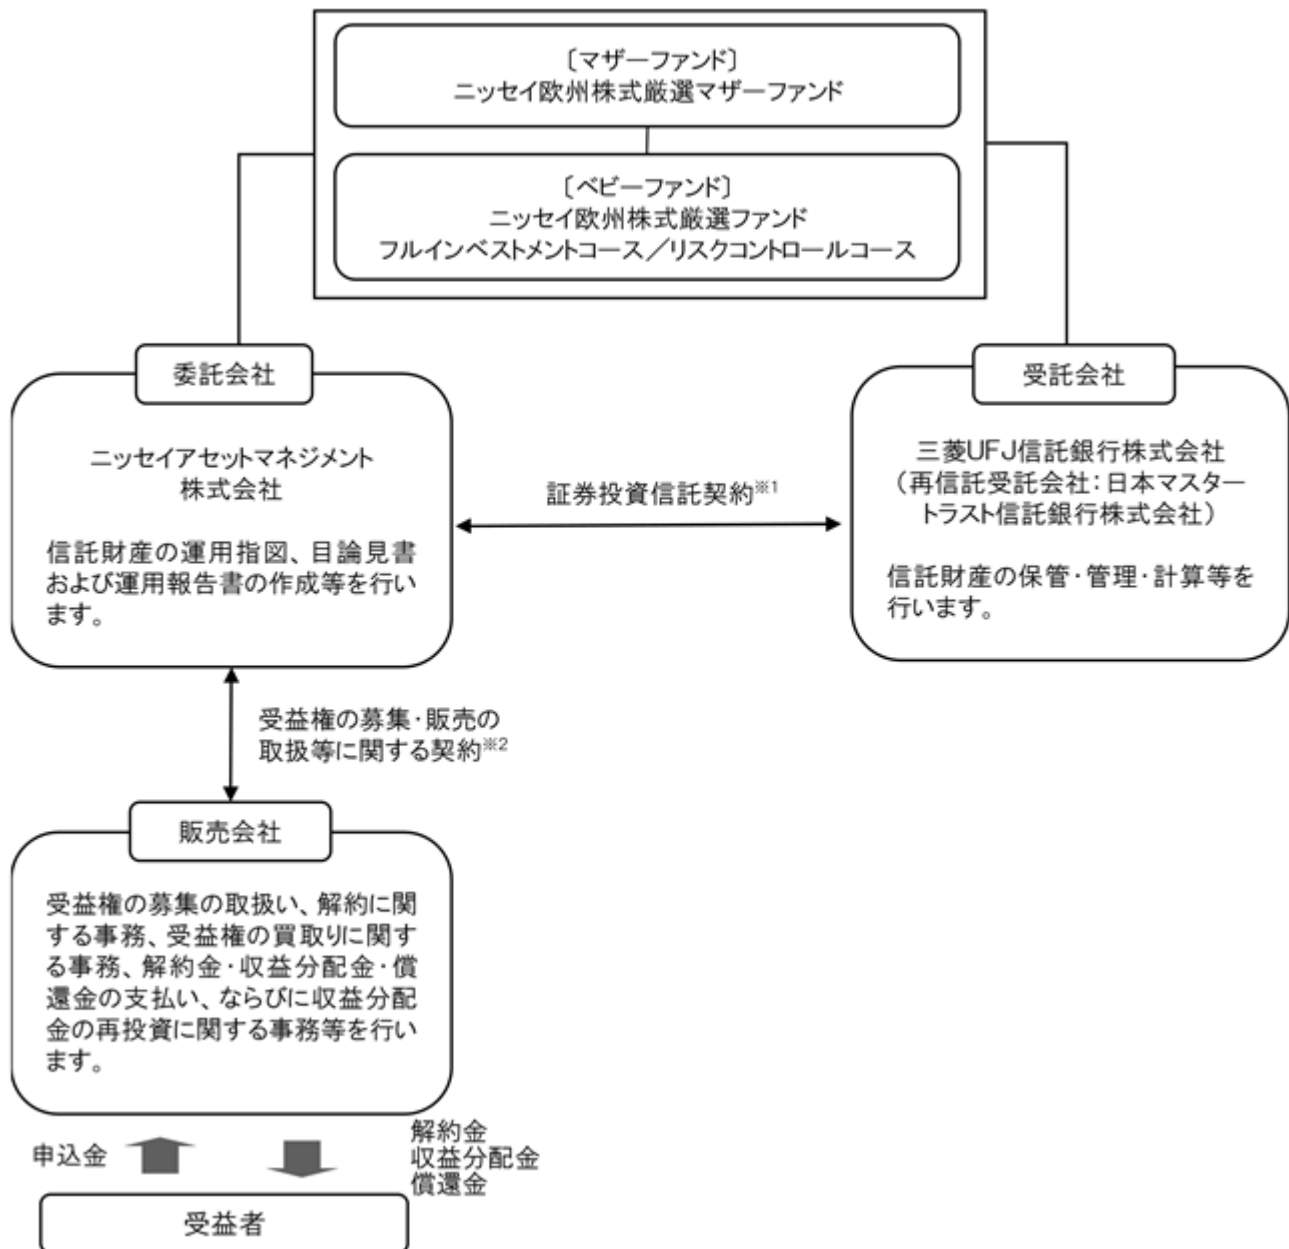 〔マザーファンド〕
ニッセイ欧州株式厳選マザーファンド
〔ベビーファンド〕
ニッセイ欧州株式厳選ファンド
フルインベストメントコース／リスクコントロールコース
委託会社
ニッセイアセットマネジメント
株式会社
信託財産の運用指図、目論見書
および運用報告書の作成等を行い
ます。
証券投資信託契約※1
受託会社
三菱UFJ信託銀行株式会社
（再信託受託会社：日本マスター
トラスト信託銀行株式会社）
信託財産の保管・管理・計算等を
行います。
受益権の募集・販売の
取扱等に関する契約※2
販売会社
受益権の募集の取扱い、解約に関
する事務、受益権の買取りに関す
る事務、解約金・収益分配金・償
還金の支払い、ならびに収益分配
金の再投資に関する事務等を行い
ます。
申込金
解約金
収益分配金
償還金
受益者